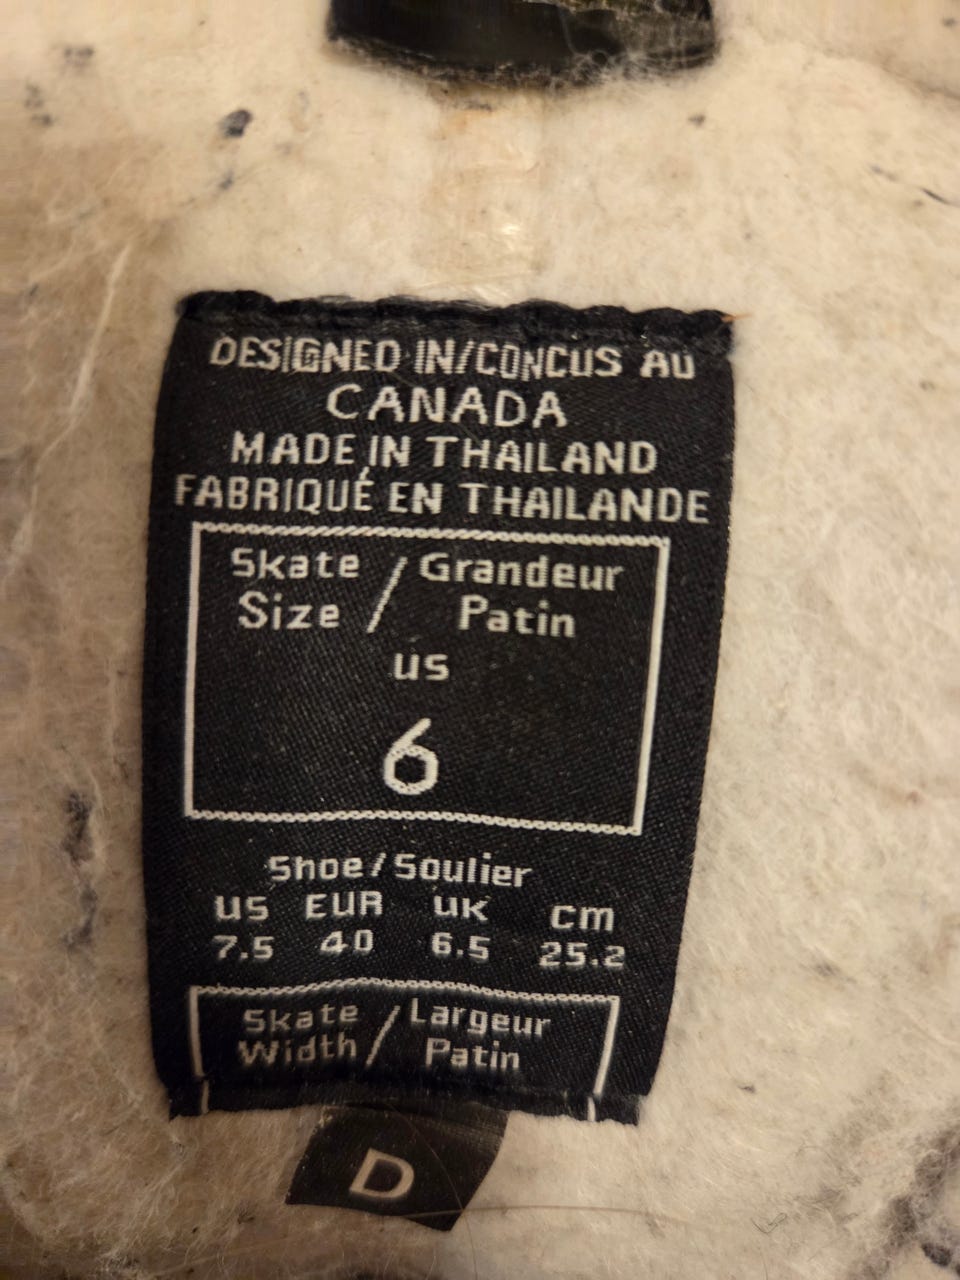 DESIGNED IN/CONCUS AU
CANADA
MADE IN THAILAND
FABRIQUÉ EN THAILANDE
Skate Size / Grandeur Patin
US
6
Shoe/Soulier
US EUR UK cm
7.5 40 6.5 25.2
Skate Width / Largeur Patin
D